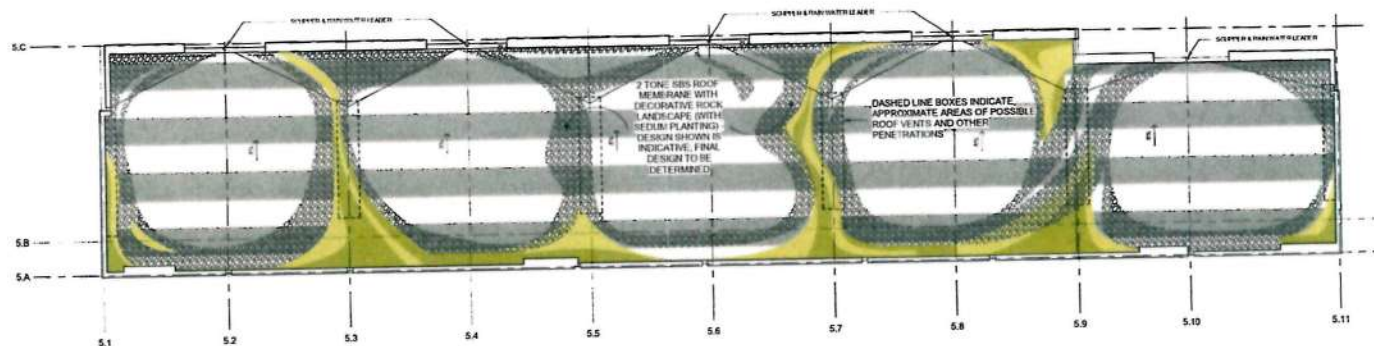 SCUPPER & RAIN WATER LEADER
SCUPPER & RAIN WATER LEADER
SCUPPER & RAIN WATER LEADER
5.C
2 TONE SBS ROOF
MEMBRANE WITH
DECORATIVE ROCK
LANDSCAPE (WITH
SEDUM PLANTING)
DESIGN SHOWN IS
INDICATIVE, FINAL
DESIGN TO BE
DETERMINED
DASHED LINE BOXES INDICATE
APPROXIMATE AREAS OF POSSIBLE
ROOF VENTS AND OTHER
PENETRATIONS
5.B
5.A
5.1
5.2
5.3
5.4
5.5
5.6
5.7
5.8
5.9
5.10
5.11